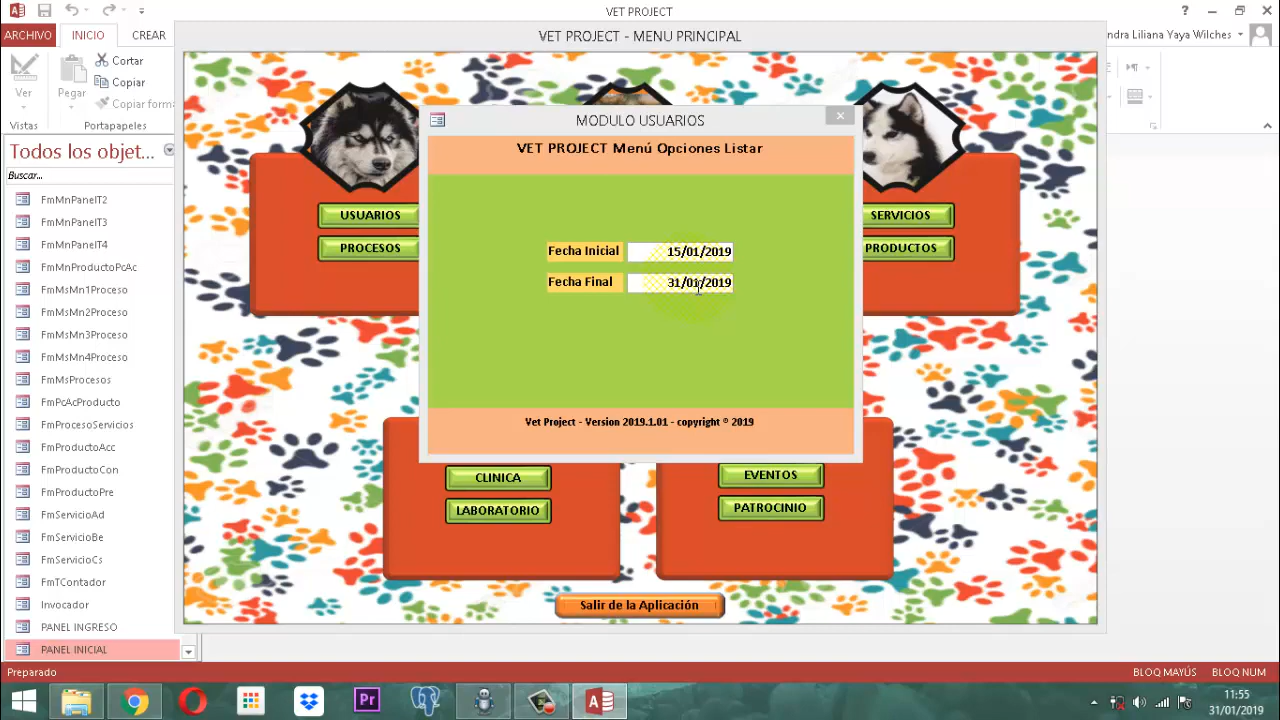 VET PROJECT
?
ARCHIVO
INICIO
CREAR
ndra Liliana Yaya Wilches
Ver
Pegar
Cortar
Copiar
Copiar form
Vistas
Portapapeles
Todos los objet...
Buscar...
FmMnPanelT2
FmMnPanelT3
FmMnPanelT4
FmMnProductoPcAc
FmMsMn1Proceso
FmMsMn2Proceso
FmMsMn3Proceso
FmMsMn4Proceso
FmMsProcesos
FmPcAcProducto
FmProcesoServicios
FmProductoAcc
FmProductoCon
FmProductoPre
FmServicioAd
FmServicioBe
FmServicioCs
FmTContador
Invocador
PANEL INGRESO
PANEL INICIAL
VET PROJECT - MENU PRINCIPAL
USUARIOS
PROCESOS
SERVICIOS
PRODUCTOS
MODULO USUARIOS
VET PROJECT Menú Opciones Listar
Fecha Inicial 15/01/2019
Fecha Final 31/01/2019
Vet Project - Version 2019.1.01 - copyright © 2019
CLINICA
LABORATORIO
EVENTOS
PATROCINIO
Salir de la Aplicación
Preparado
BLOQ MAYÚS BLOQ NUM
Pr
11:55
31/01/2019